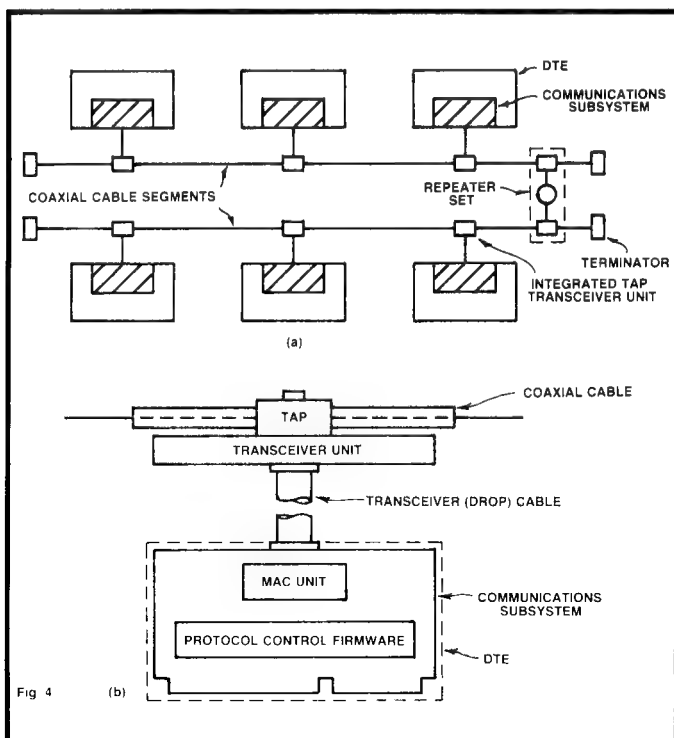 DTE
COMMUNICATIONS
SUBSYSTEM
COAXIAL CABLE SEGMENTS
REPEATER
SET
TERMINATOR
INTEGRATED TAP
TRANSCEIVER UNIT
(a)
COAXIAL CABLE
TAP
TRANSCEIVER UNIT
TRANSCEIVER (DROP) CABLE
MAC UNIT
COMMUNICATIONS
SUBSYSTEM
PROTOCOL CONTROL FIRMWARE
DTE
Fig 4 (b)